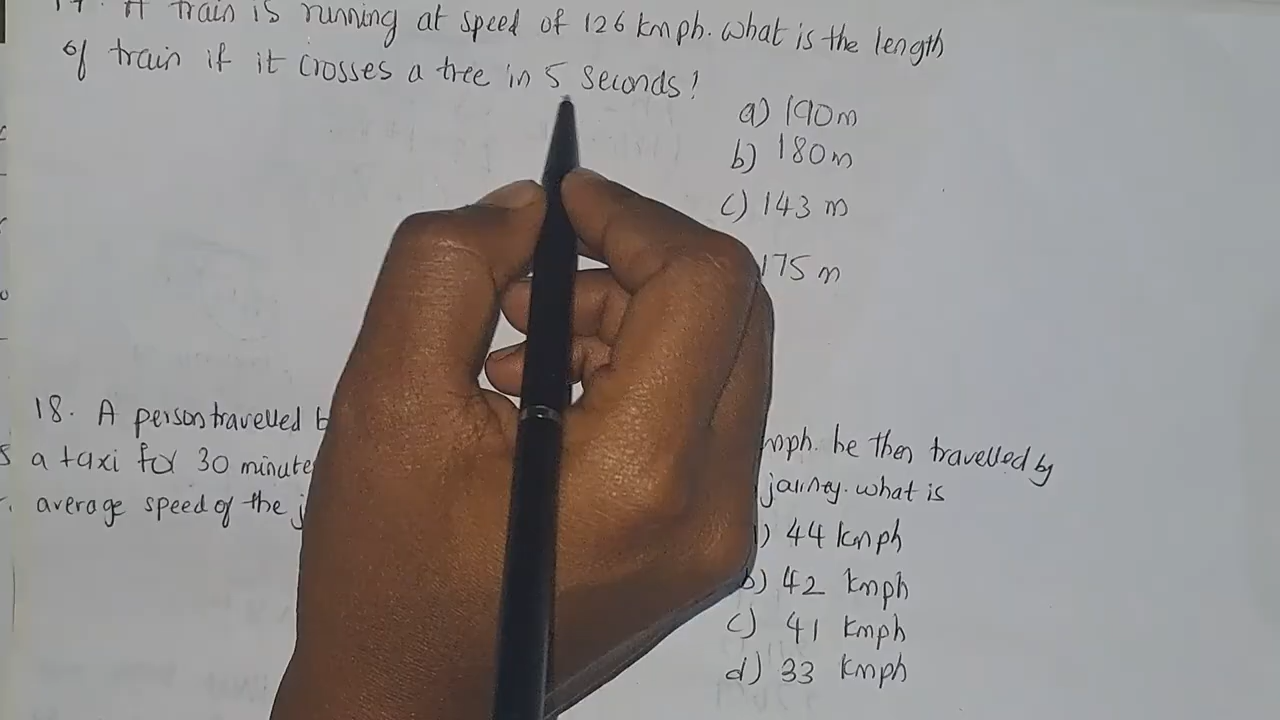 17. A train is running at speed of 126 kmph. what is the length
of train if it crosses a tree in 5 seconds?
a) 190m
b) 180m
c) 143 m
175 m
18. A person travelled b
mph. he then travelled by
a taxi for 30 minute
journey. what is
average speed of the j
) 44 kmph
b) 42 kmph
c) 41 kmph
d) 33 kmph